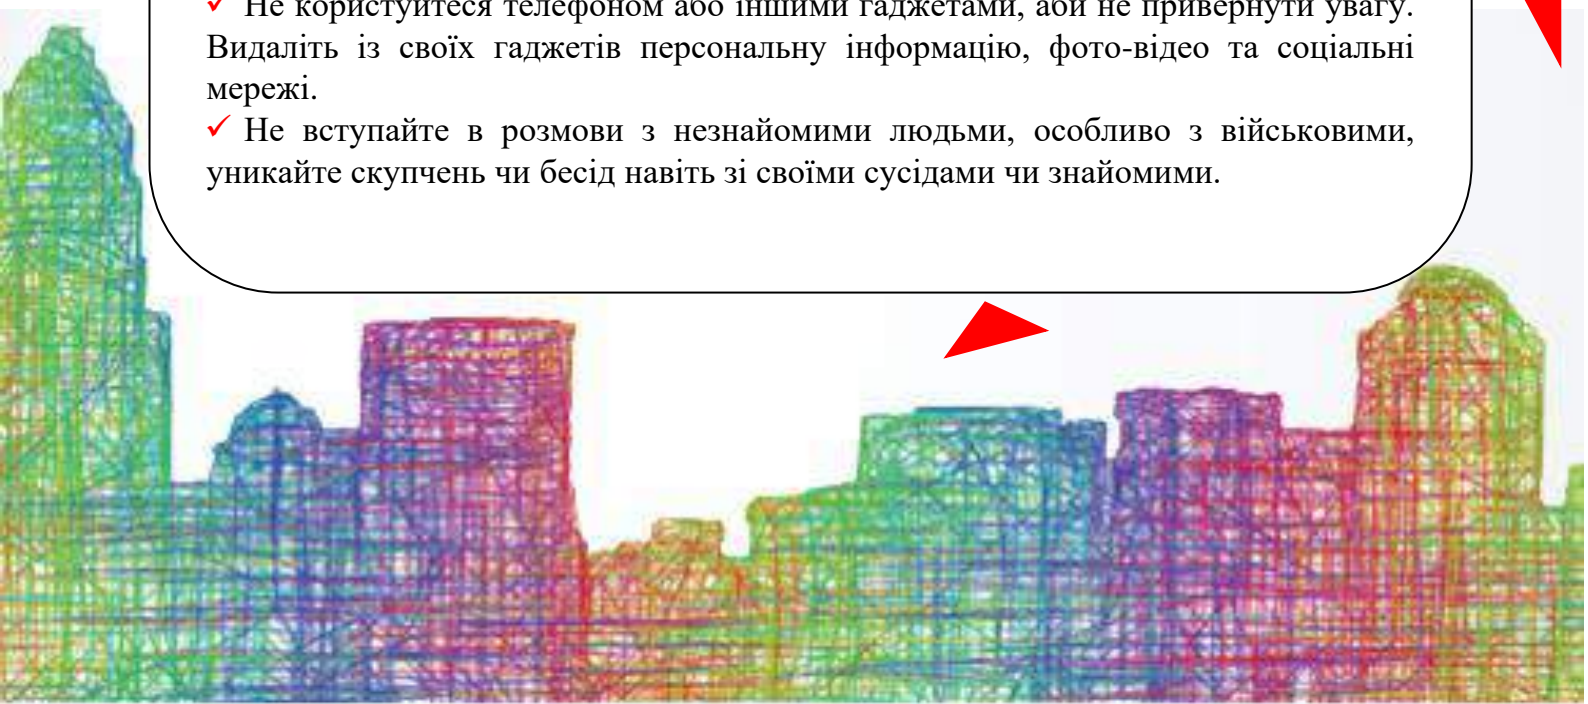 ✓ Не користуйтеся телефоном або іншими гаджетами, аби не привернути увагу.
Видаліть із своїх гаджетів персональну інформацію, фото-відео та соціальні
мережі.
✓ Не вступайте в розмови з незнайомими людьми, особливо з військовими,
уникайте скупчень чи бесід навіть зі своїми сусідами чи знайомими.